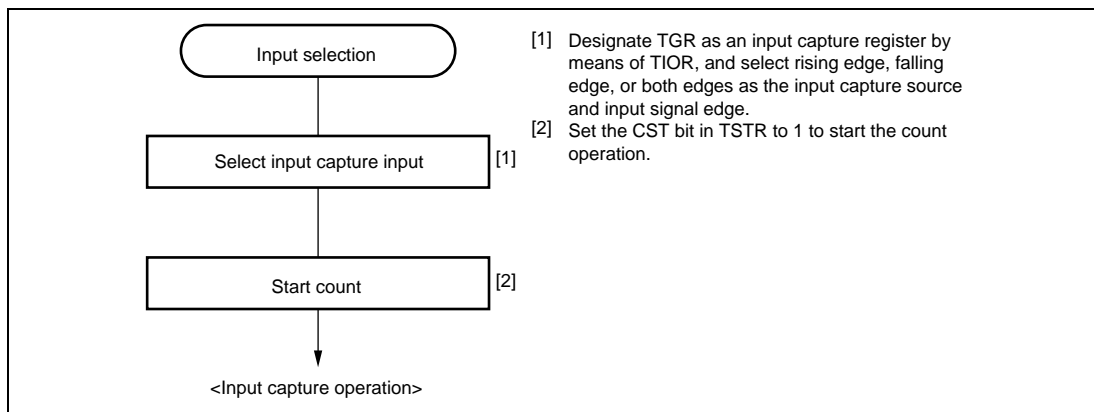 Input selection
Select input capture input
[1]
Start count
[2]
<Input capture operation>
[1] Designate TGR as an input capture register by
means of TIOR, and select rising edge, falling
edge, or both edges as the input capture source
and input signal edge.
[2] Set the CST bit in TSTR to 1 to start the count
operation.